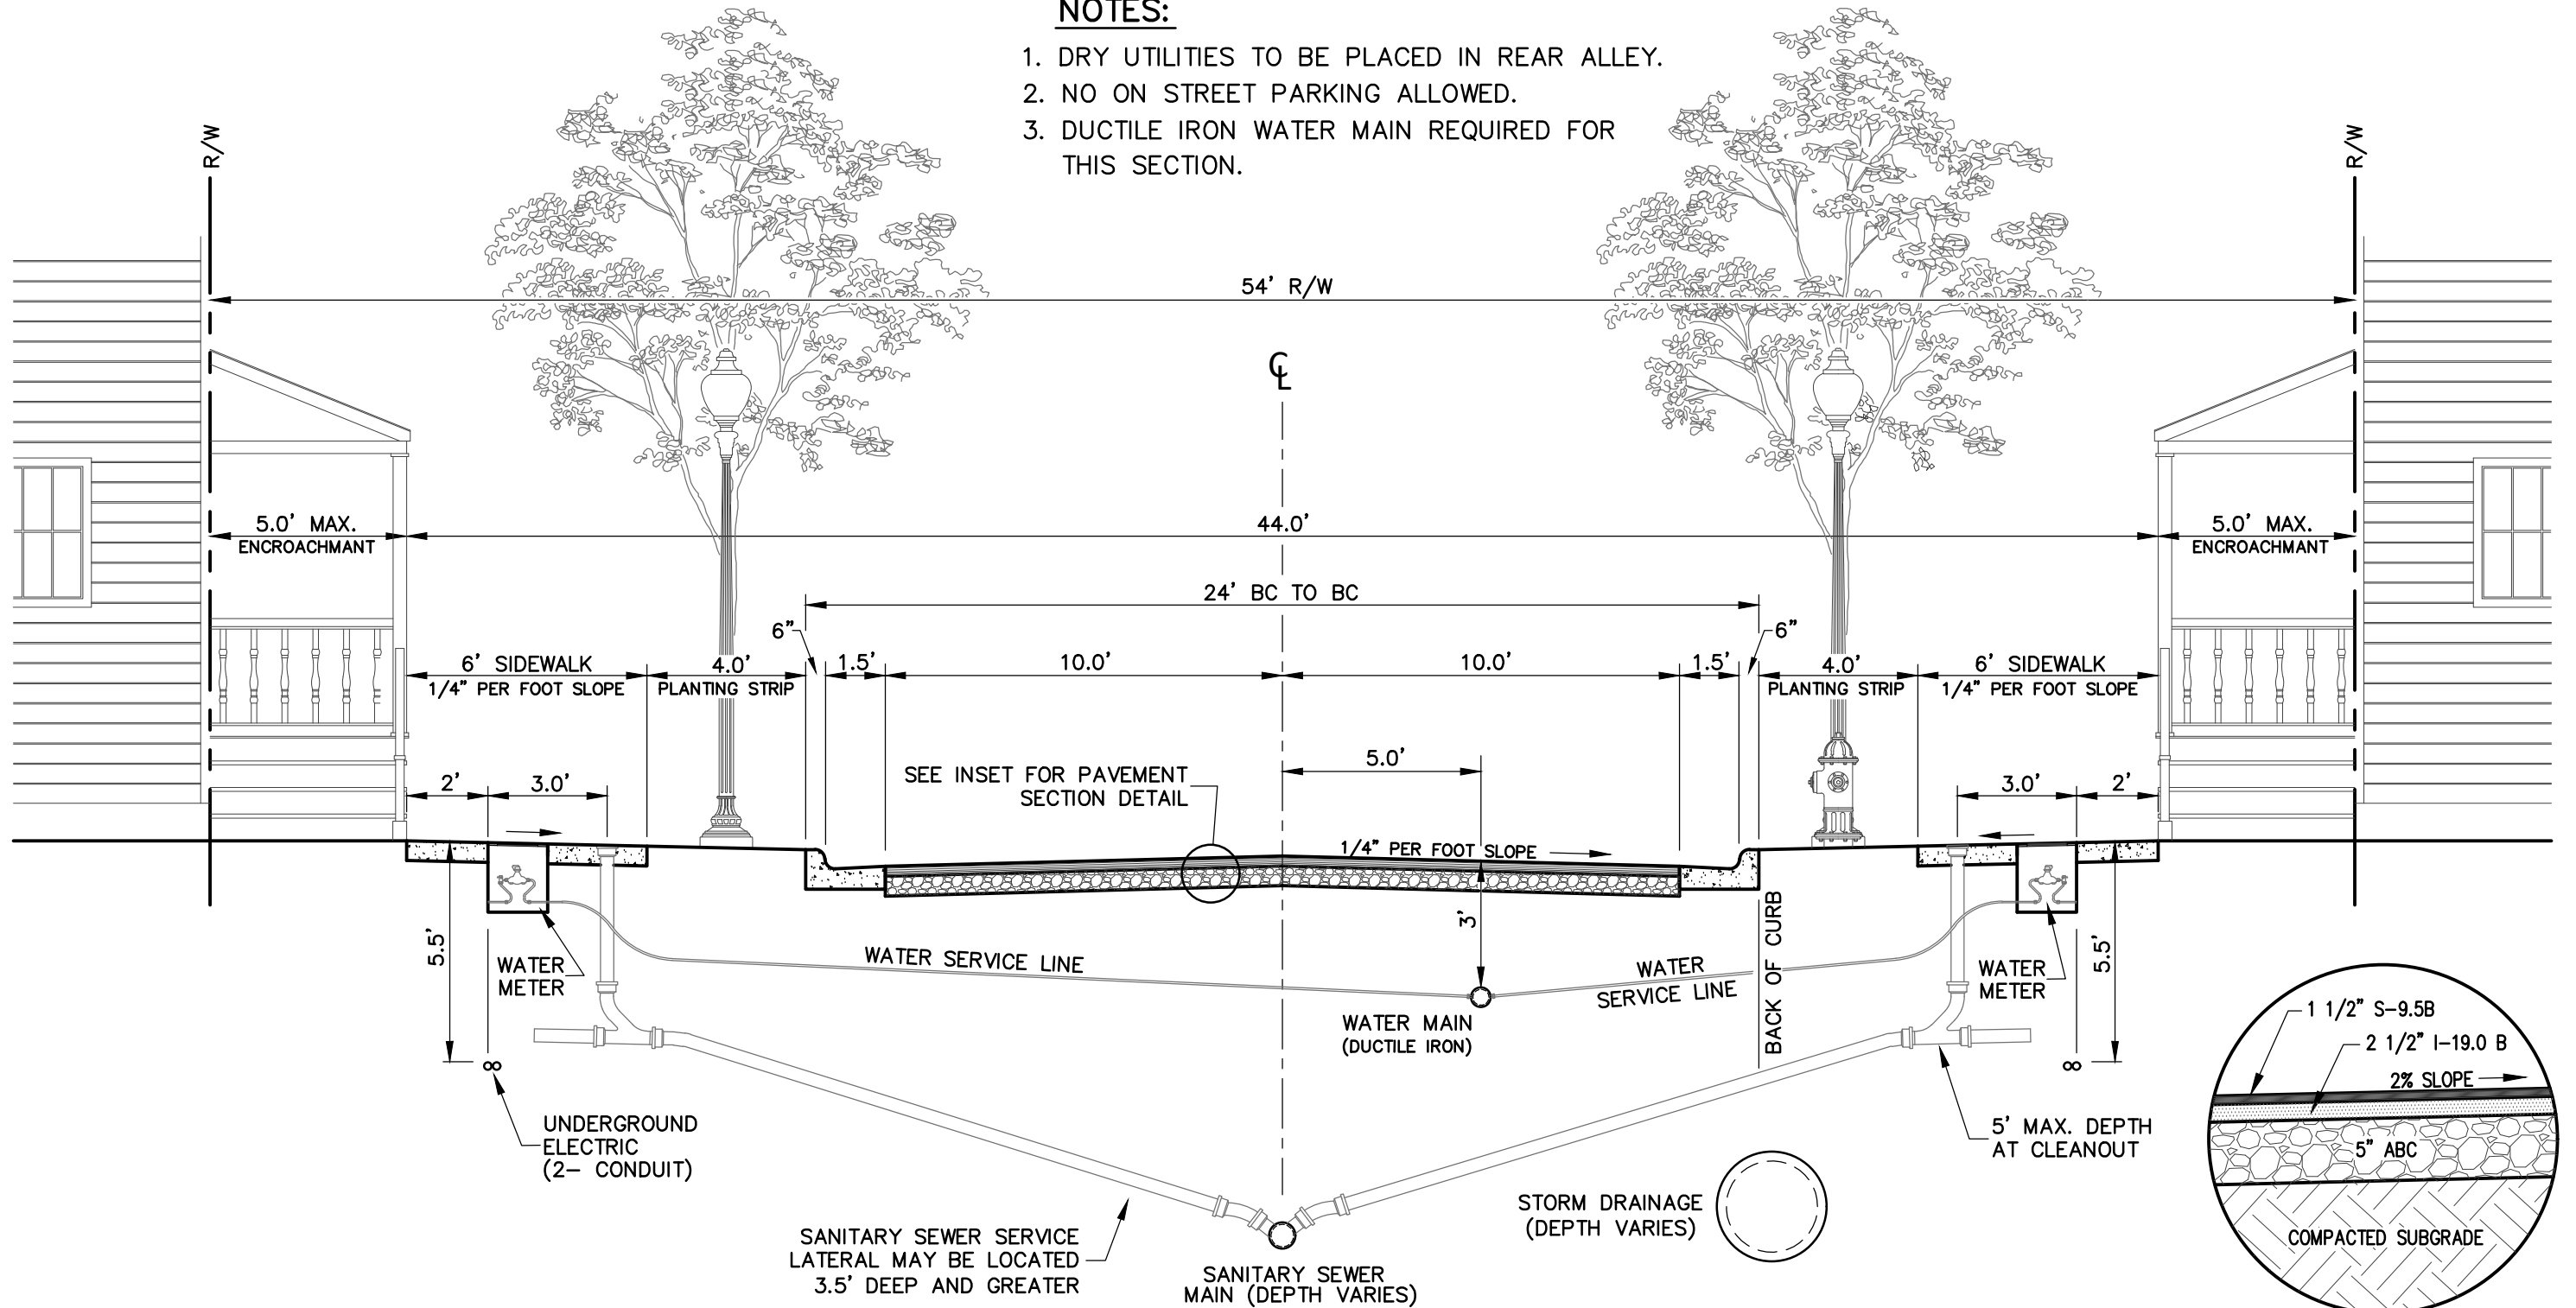 NOTES:
1. DRY UTILITIES TO BE PLACED IN REAR ALLEY.
2. NO ON STREET PARKING ALLOWED.
3. DUCTILE IRON WATER MAIN REQUIRED FOR
THIS SECTION.
R/W
R/W
54' R/W
CL
5.0' MAX.
ENCROACHMANT
44.0'
5.0' MAX.
ENCROACHMANT
24' BC TO BC
6"
6"
6' SIDEWALK
1/4" PER FOOT SLOPE
4.0'
PLANTING STRIP
1.5'
10.0'
10.0'
1.5'
4.0'
PLANTING STRIP
6' SIDEWALK
1/4" PER FOOT SLOPE
2'
3.0'
SEE INSET FOR PAVEMENT
SECTION DETAIL
5.0'
3.0'
2'
1/4" PER FOOT SLOPE
5.5'
WATER
METER
WATER SERVICE LINE
3'
WATER
SERVICE LINE
BACK OF CURB
WATER
METER
5.5'
WATER MAIN
(DUCTILE IRON)
UNDERGROUND
ELECTRIC
(2- CONDUIT)
5' MAX. DEPTH
AT CLEANOUT
SANITARY SEWER SERVICE
LATERAL MAY BE LOCATED
3.5' DEEP AND GREATER
SANITARY SEWER
MAIN (DEPTH VARIES)
STORM DRAINAGE
(DEPTH VARIES)
1 1/2" S-9.5B
2 1/2" I-19.0 B
2% SLOPE
5" ABC
COMPACTED SUBGRADE